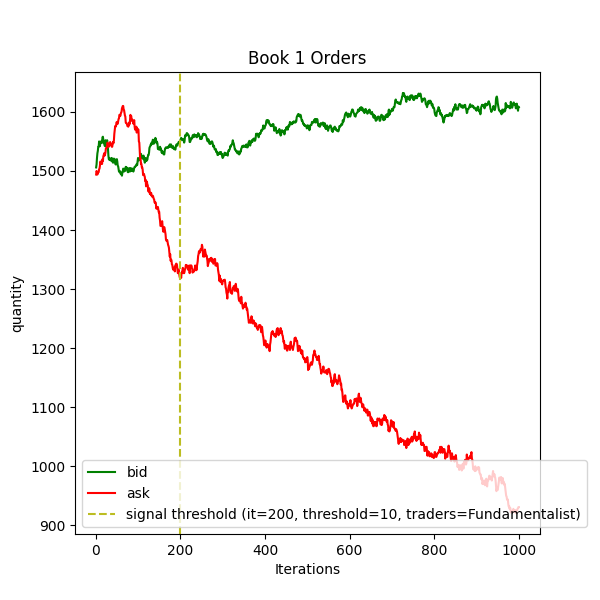 Book 1 Orders
quantity
1600
1500
1400
1300
1200
1100
1000
900
bid
ask
signal threshold (it=200, threshold=10, traders=Fundamentalist)
0 200 400 600 800 1000
Iterations